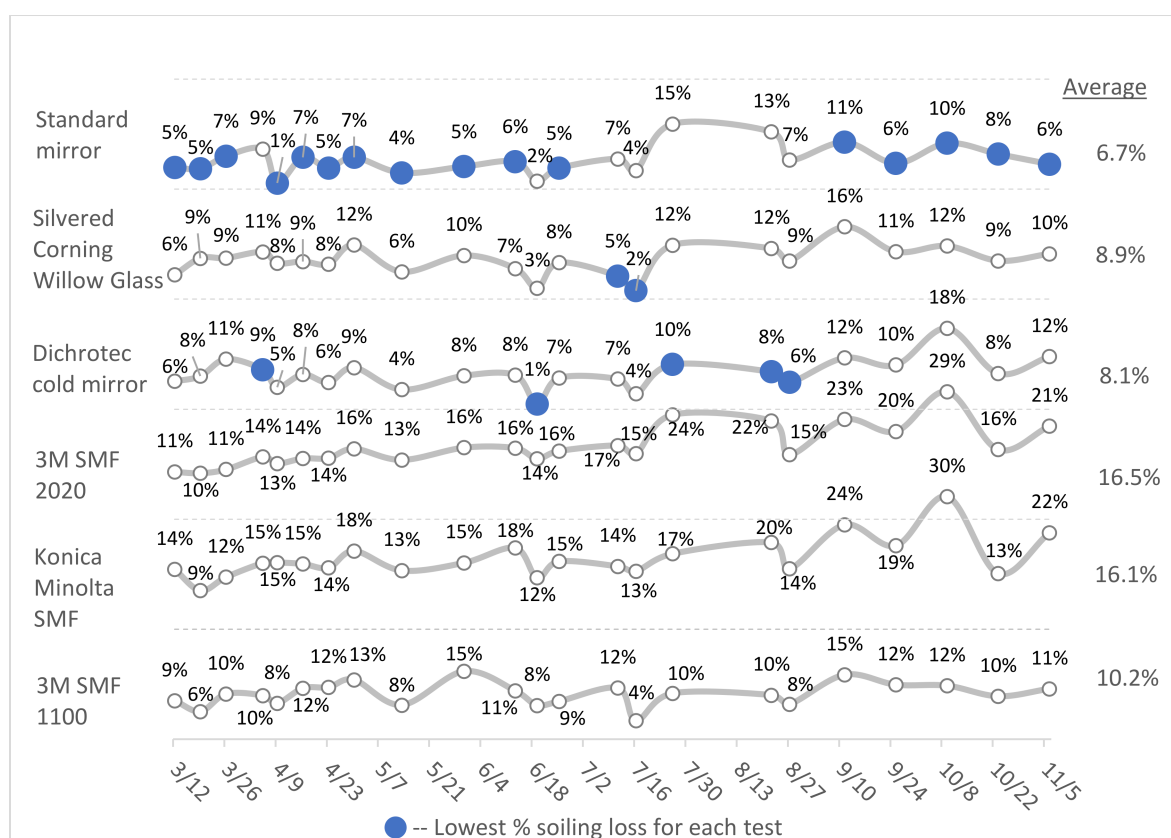 Average
Standard
mirror
5% 5% 7% 9% 1% 7% 5% 7% 4% 5% 6% 2% 5% 7% 4% 15% 13% 7% 11% 6% 10% 8% 6%
6.7%
Silvered
Corning
Willow Glass
6% 9% 9% 11% 8% 9% 8% 12% 6% 10% 7% 3% 8% 5% 2% 12% 12% 9% 16% 11% 12% 9% 10%
8.9%
Dichrotec
cold mirror
6% 8% 11% 9% 5% 8% 6% 9% 4% 8% 8% 1% 7% 7% 4% 10% 8% 6% 12% 10% 18% 8% 12%
8.1%
3M SMF
2020
11% 10% 11% 14% 13% 14% 14% 16% 13% 16% 16% 14% 16% 17% 15% 24% 22% 15% 23% 20% 29% 16% 21%
16.5%
Konica
Minolta
SMF
14% 9% 12% 15% 15% 15% 14% 18% 13% 15% 18% 12% 15% 14% 13% 17% 20% 14% 24% 19% 30% 13% 22%
16.1%
3M SMF
1100
9% 6% 10% 10% 8% 12% 12% 13% 8% 15% 11% 8% 9% 12% 4% 10% 10% 8% 15% 12% 12% 10% 11%
10.2%
3/12 3/26 4/9 4/23 5/7 5/21 6/4 6/18 7/2 7/16 7/30 8/13 8/27 9/10 9/24 10/8 10/22 11/5
-- Lowest % soiling loss for each test